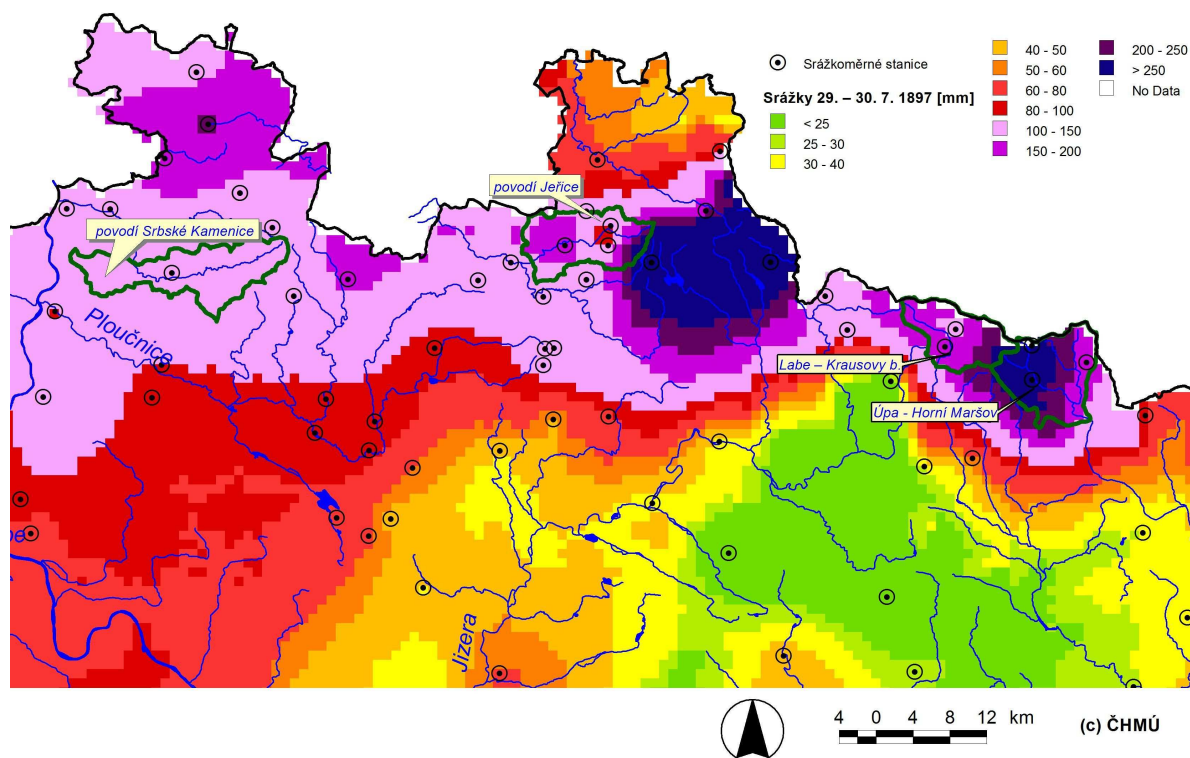 Srážkoměrné stanice
Srážky 29. – 30. 7. 1897 [mm]
< 25
25 - 30
30 - 40
40 - 50
50 - 60
60 - 80
80 - 100
100 - 150
150 - 200
200 - 250
> 250
No Data
povodí Jeřice
povodí Srbské Kamenice
Ploučnice
Labe – Krausovy b.
Úpa - Horní Maršov
be
Jizera
4 0 4 8 12 km
(c) ČHMÚ